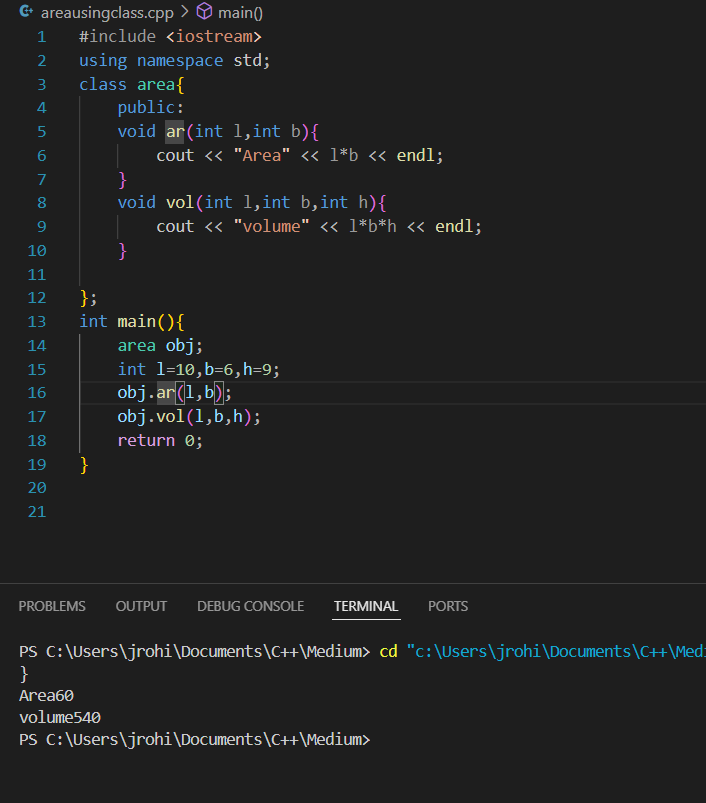 areausingclass.cpp > main()
1 #include <iostream>
2 using namespace std;
3 class area{
4     public:
5     void ar(int l,int b){
6         cout << "Area" << l*b << endl;
7     }
8     void vol(int l,int b,int h){
9         cout << "volume" << l*b*h << endl;
10     }
11
12 };
13 int main(){
14     area obj;
15     int l=10,b=6,h=9;
16     obj.ar(l,b);
17     obj.vol(l,b,h);
18     return 0;
19 }
20
21
PROBLEMS OUTPUT DEBUG CONSOLE TERMINAL PORTS
PS C:\Users\jrohi\Documents\C++\Medium> cd "c:\Users\jrohi\Documents\C++\Medi
}
Area60
volume540
PS C:\Users\jrohi\Documents\C++\Medium>